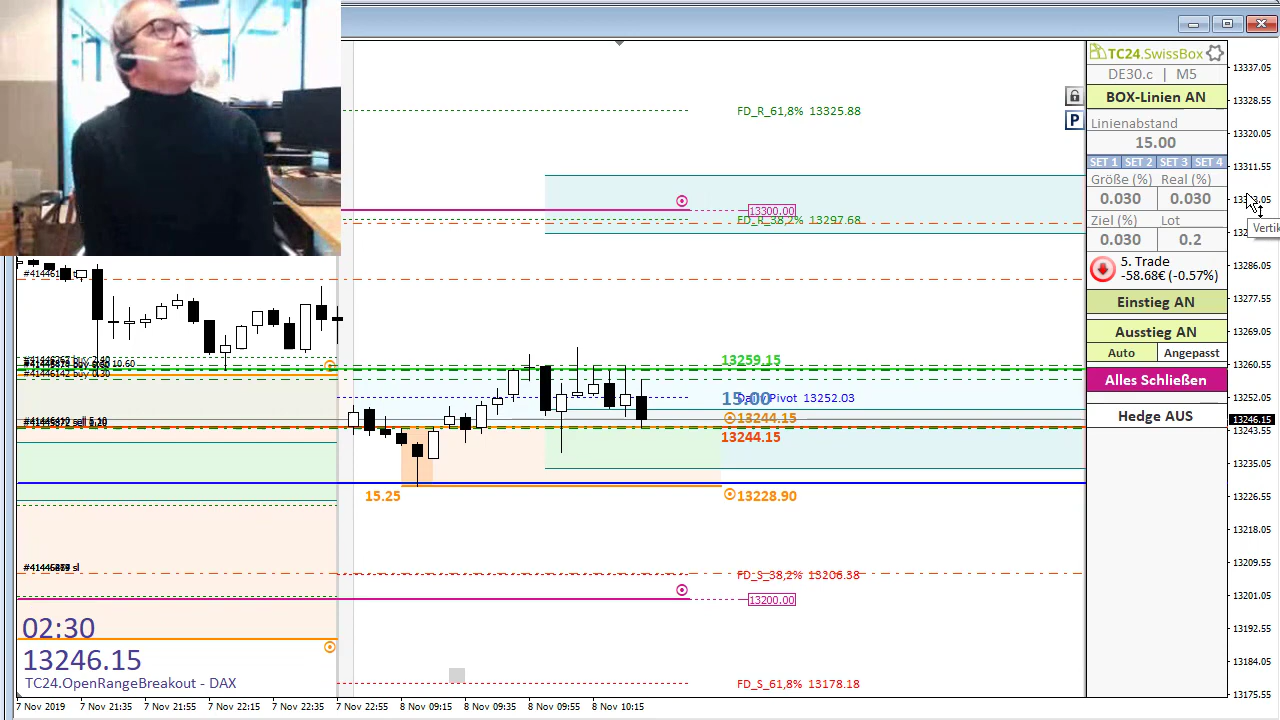 TC24.SwissBox
DE30.c | M5
BOX-Linien AN
Linienabstand
15.00
SET 1 SET 2 SET 3 SET 4
Größe (%) Real (%)
0.030 0.030
Ziel (%) Lot
0.030 0.2
5. Trade
-58.68€ (-0.57%)
Einstieg AN
Ausstieg AN
Auto Angepasst
Alles Schließen
Hedge AUS
P
FD_R_61,8% 13325.88
13300.00
FD_R_38,2% 13297.68
13259.15
15.00
Pivot 13252.03
13244.15
13244.15
15.25
13228.90
FD_S_38,2% 13206.38
13200.00
FD_S_61,8% 13178.18
02:30
13246.15
TC24.OpenRangeBreakout - DAX
13337.05
13328.55
13320.05
13311.55
13286.05
13277.55
13269.05
13260.55
13246.15
13243.55
13235.05
13226.55
13218.05
13209.55
13201.05
13192.55
13184.05
13175.55
7 Nov 2019 7 Nov 21:35 7 Nov 21:55 7 Nov 22:15 7 Nov 22:35 7 Nov 22:55 8 Nov 09:15 8 Nov 09:35 8 Nov 09:55 8 Nov 10:15